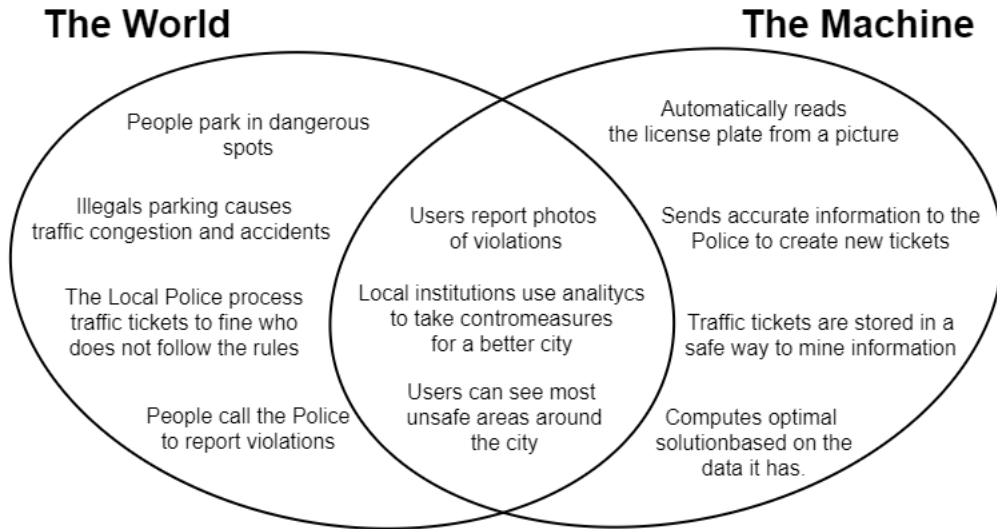 The World
The Machine
People park in dangerous
spots
Illegals parking causes
traffic congestion and accidents
The Local Police process
traffic tickets to fine who
does not follow the rules
People call the Police
to report violations
Users report photos
of violations
Local institutions use analitycs
to take contromeasures
for a better city
Users can see most
unsafe areas around
the city
Automatically reads
the license plate from a picture
Sends accurate information to the
Police to create new tickets
Traffic tickets are stored in a
safe way to mine information
Computes optimal
solutionbased on the
data it has.